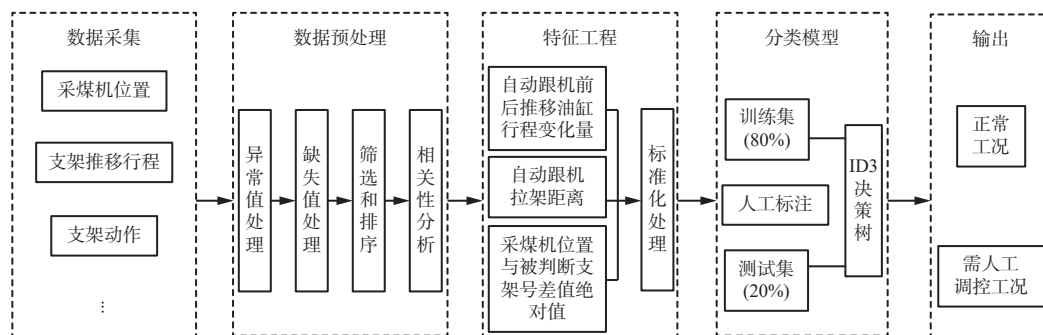 数据采集
采煤机位置
支架推移行程
支架动作
...
数据预处理
异常值处理
缺失值处理
筛选和排序
相关性分析
特征工程
自动跟机前
后推移油缸
行程变化量
自动跟机
拉架距离
采煤机位置
与被判断支
架号差值绝
对值
标准化处理
分类模型
训练集
(80%)
人工标注
测试集
(20%)
ID3
决策树
输出
正常
工况
需人工
调控工况